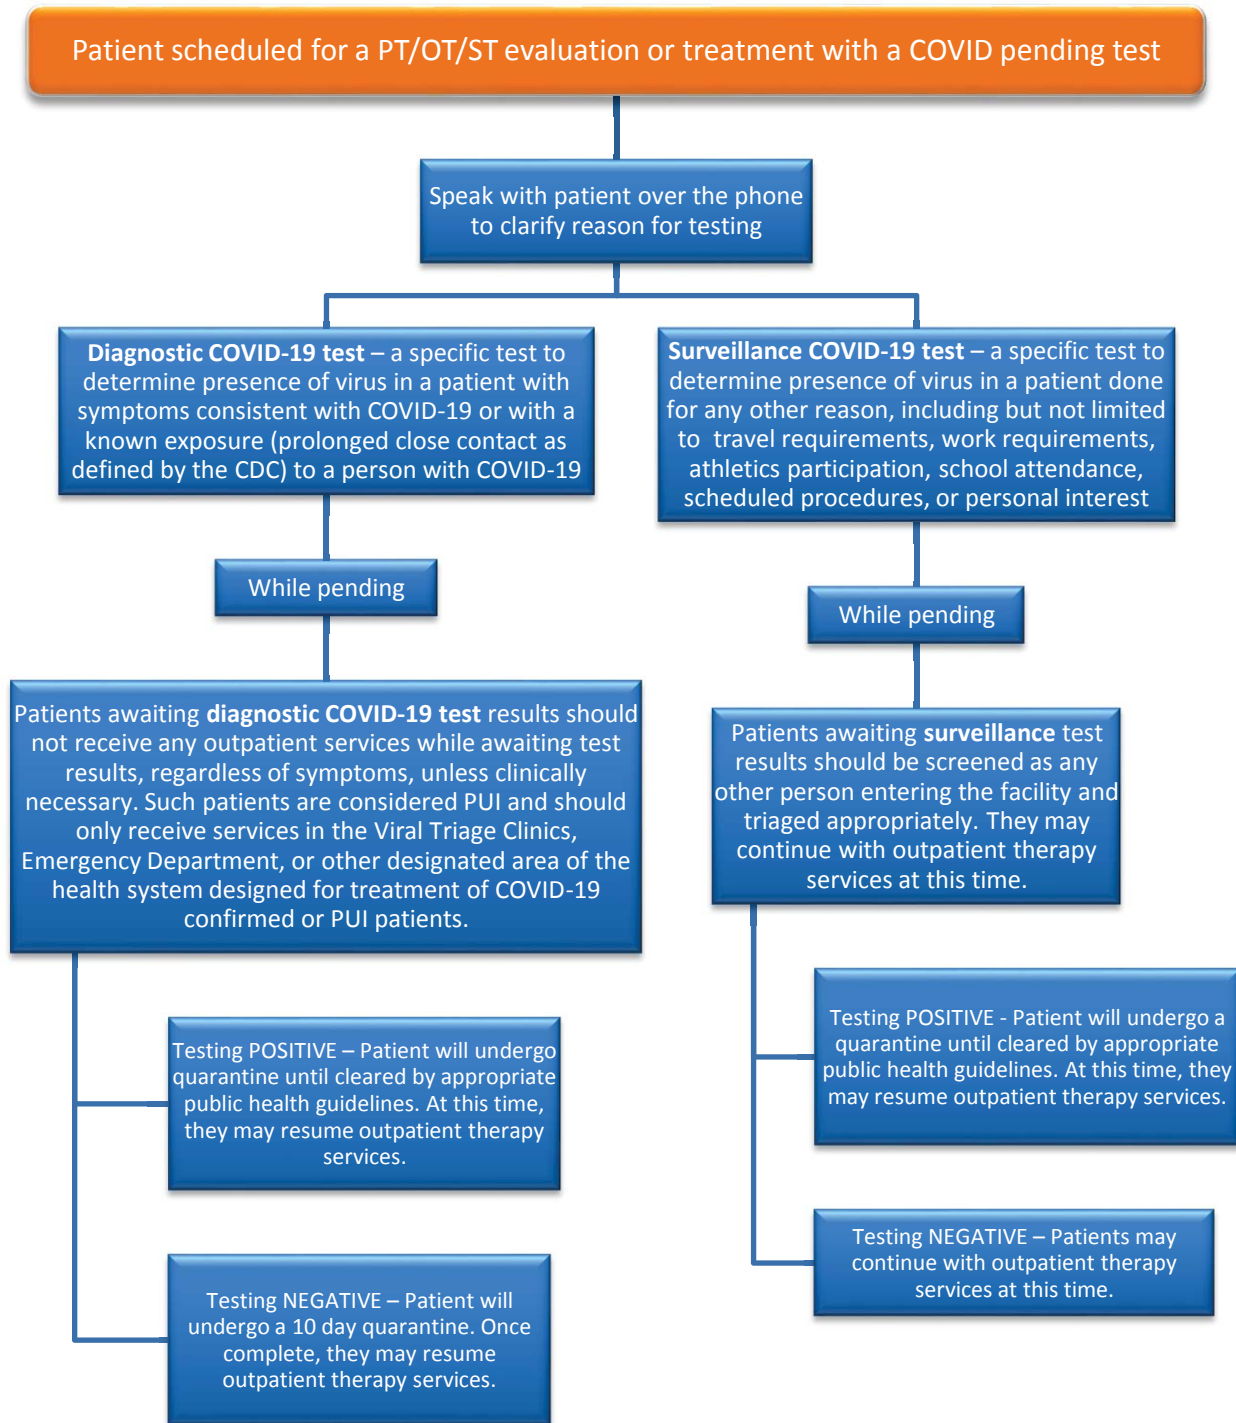 Patient scheduled for a PT/OT/ST evaluation or treatment with a COVID pending test
Speak with patient over the phone
to clarify reason for testing
Diagnostic COVID-19 test – a specific test to
determine presence of virus in a patient with
symptoms consistent with COVID-19 or with a
known exposure (prolonged close contact as
defined by the CDC) to a person with COVID-19
While pending
Patients awaiting diagnostic COVID-19 test results should
not receive any outpatient services while awaiting test
results, regardless of symptoms, unless clinically
necessary. Such patients are considered PUI and should
only receive services in the Viral Triage Clinics,
Emergency Department, or other designated area of the
health system designed for treatment of COVID-19
confirmed or PUI patients.
Testing POSITIVE – Patient will undergo
quarantine until cleared by appropriate
public health guidelines. At this time,
they may resume outpatient therapy
services.
Testing NEGATIVE – Patient will
undergo a 10 day quarantine. Once
complete, they may resume
outpatient therapy services.
Surveillance COVID-19 test – a specific test to
determine presence of virus in a patient done
for any other reason, including but not limited
to travel requirements, work requirements,
athletics participation, school attendance,
scheduled procedures, or personal interest
While pending
Patients awaiting surveillance test
results should be screened as any
other person entering the facility and
triaged appropriately. They may
continue with outpatient therapy
services at this time.
Testing POSITIVE - Patient will undergo a
quarantine until cleared by appropriate
public health guidelines. At this time, they
may resume outpatient therapy services.
Testing NEGATIVE – Patients may
continue with outpatient therapy
services at this time.